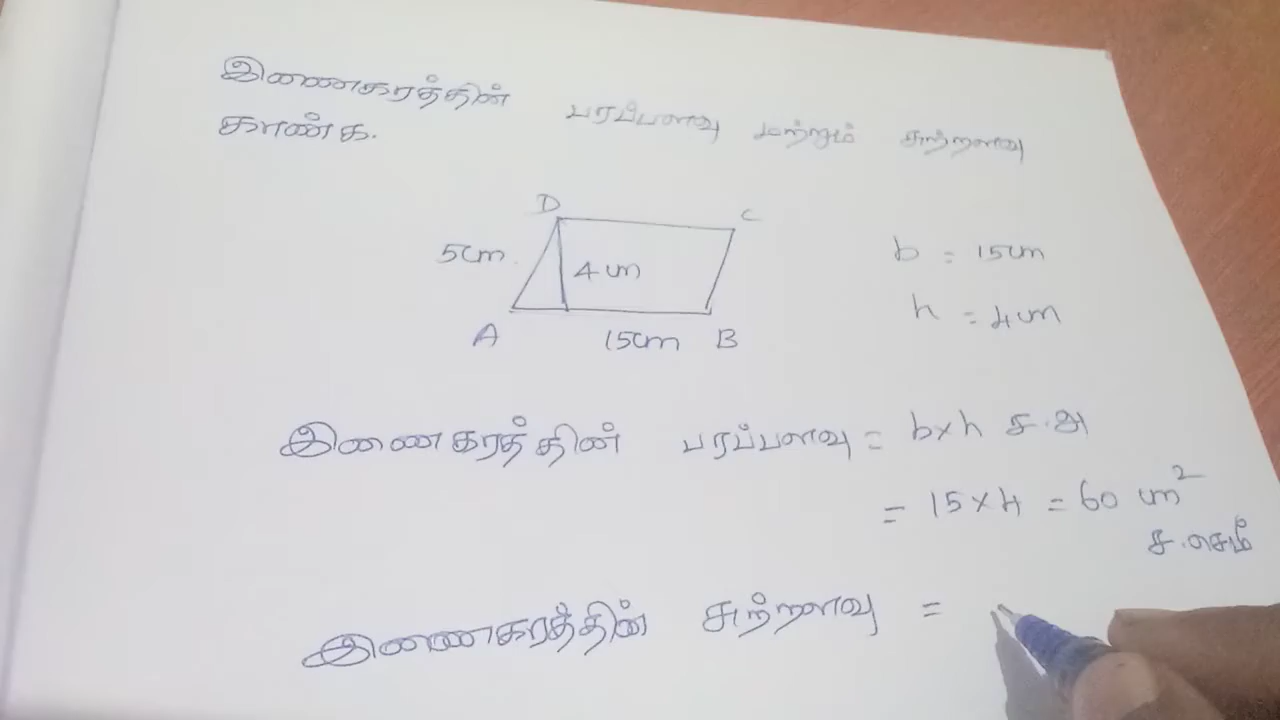 இணைகரத்தின் பரப்பளவு மற்றும் சுற்றளவு
காண்க.
D C
5cm 4cm b = 15cm
h = 4cm
A 15cm B
இணைகரத்தின் பரப்பளவு = b×h ச.அ
= 15×4 = 60 cm²
ச.செமீ
இணைகரத்தின் சுற்றளவு =